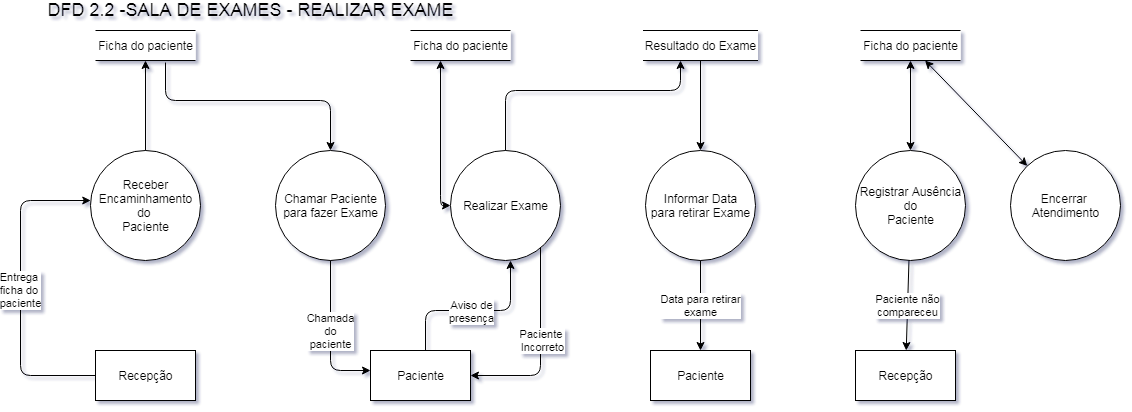 DFD 2.2 -SALA DE EXAMES - REALIZAR EXAME
Ficha do paciente
Ficha do paciente
Resultado do Exame
Ficha do paciente
Receber
Encaminhamento
do
Paciente
Chamar Paciente
para fazer Exame
Realizar Exame
Informar Data
para retirar Exame
Registrar Ausência
do
Paciente
Encerrar
Atendimento
Entrega
ficha do
paciente
Chamada
do
paciente
Aviso de
presença
Paciente
Incorreto
Data para retirar
exame
Paciente não
compareceu
Recepção
Paciente
Paciente
Recepção